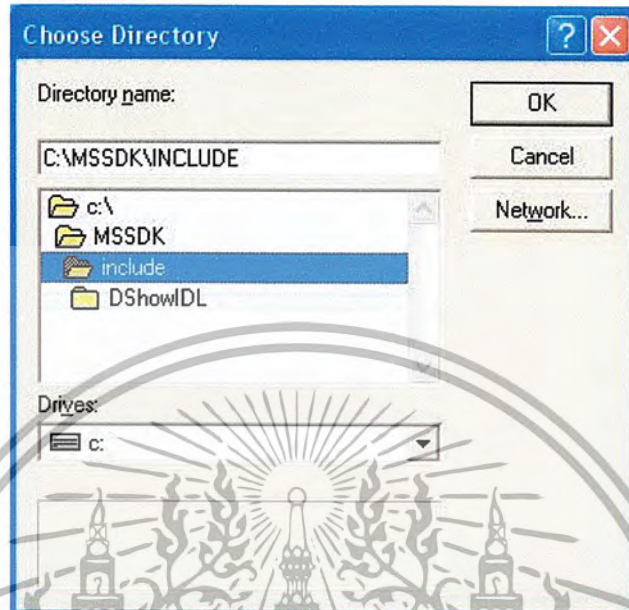 Choose Directory
Directory name:
OK
C:\MSSDK\INCLUDE
Cancel
c:\
Network...
MSSDK
include
DShowIDL
Drives:
c: